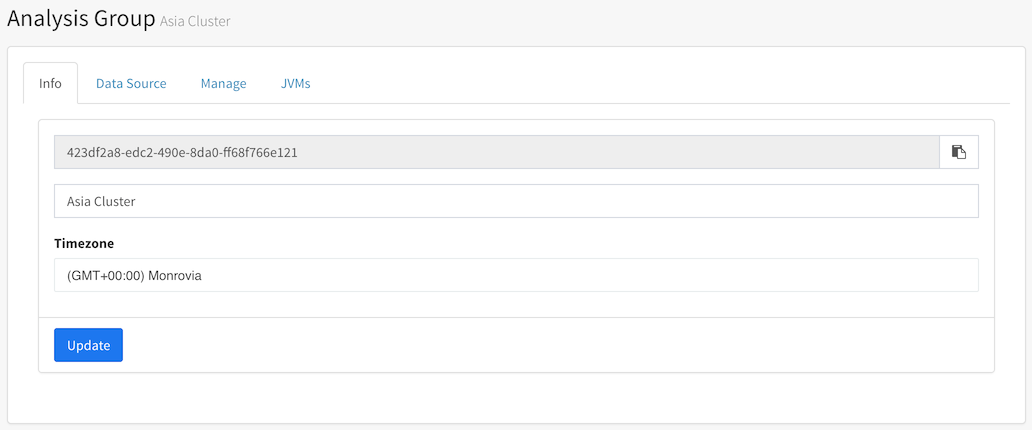 Analysis Group Asia Cluster
Info Data Source Manage JVMs
423df2a8-edc2-490e-8da0-ff68f766e121
Asia Cluster
Timezone
(GMT+00:00) Monrovia
Update